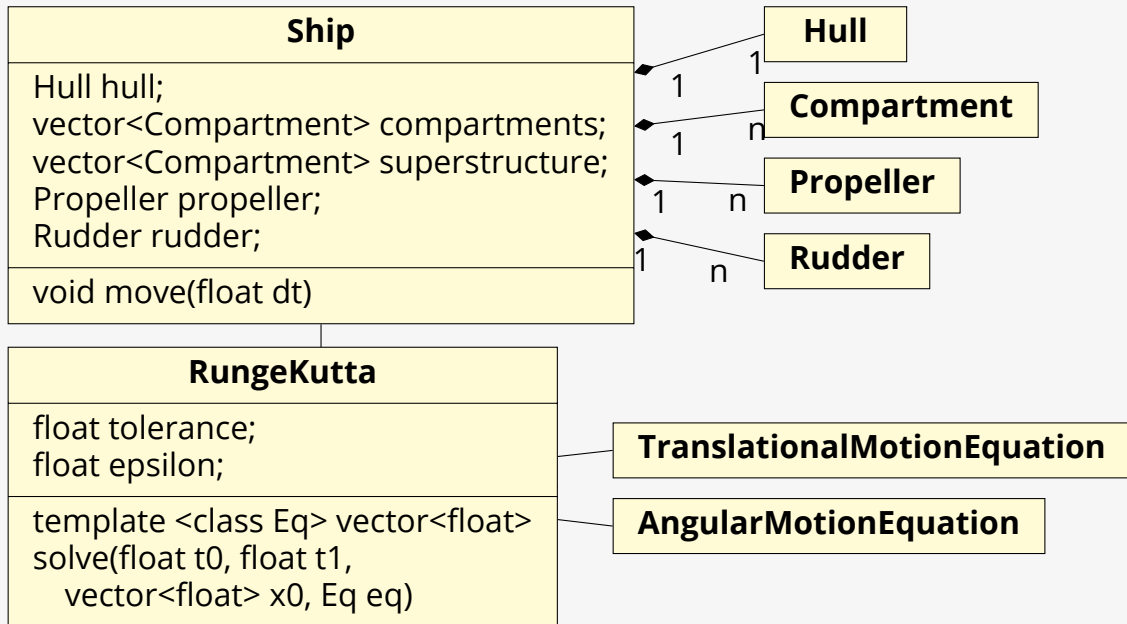 Ship
Hull hull;
vector<Compartment> compartments;
vector<Compartment> superstructure;
Propeller propeller;
Rudder rudder;
void move(float dt)
1
1
Hull
1
n
Compartment
1
n
Propeller
1
n
Rudder
RungeKutta
float tolerance;
float epsilon;
template <class Eq> vector<float>
solve(float t0, float t1,
vector<float> x0, Eq eq)
TranslationalMotionEquation
AngularMotionEquation